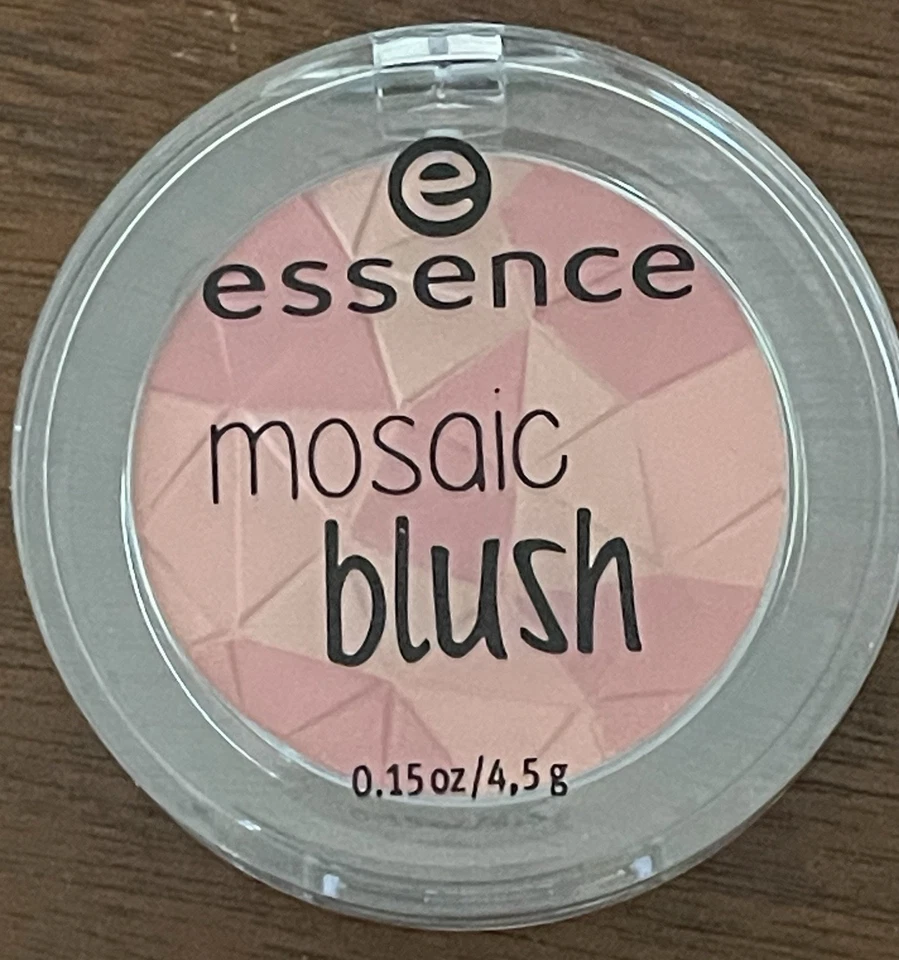 e
essence
mosaic
blush
0.15 oz/4,5 g